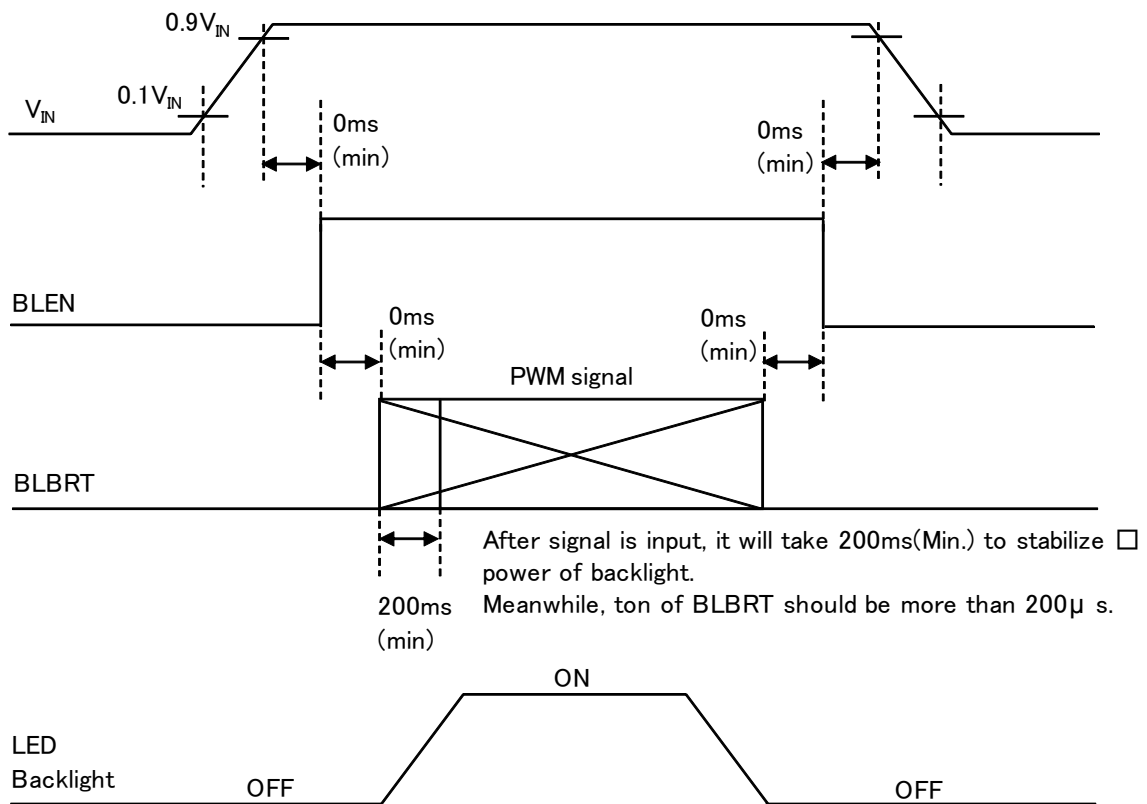 0.9VIN
0.1VIN
VIN
0ms
(min)
0ms
(min)
BLEN
0ms
(min)
0ms
(min)
PWM signal
BLBRT
After signal is input, it will take 200ms(Min.) to stabilize □
power of backlight.
200ms
(min)
Meanwhile, ton of BLBRT should be more than 200μ s.
ON
LED
Backlight
OFF
OFF